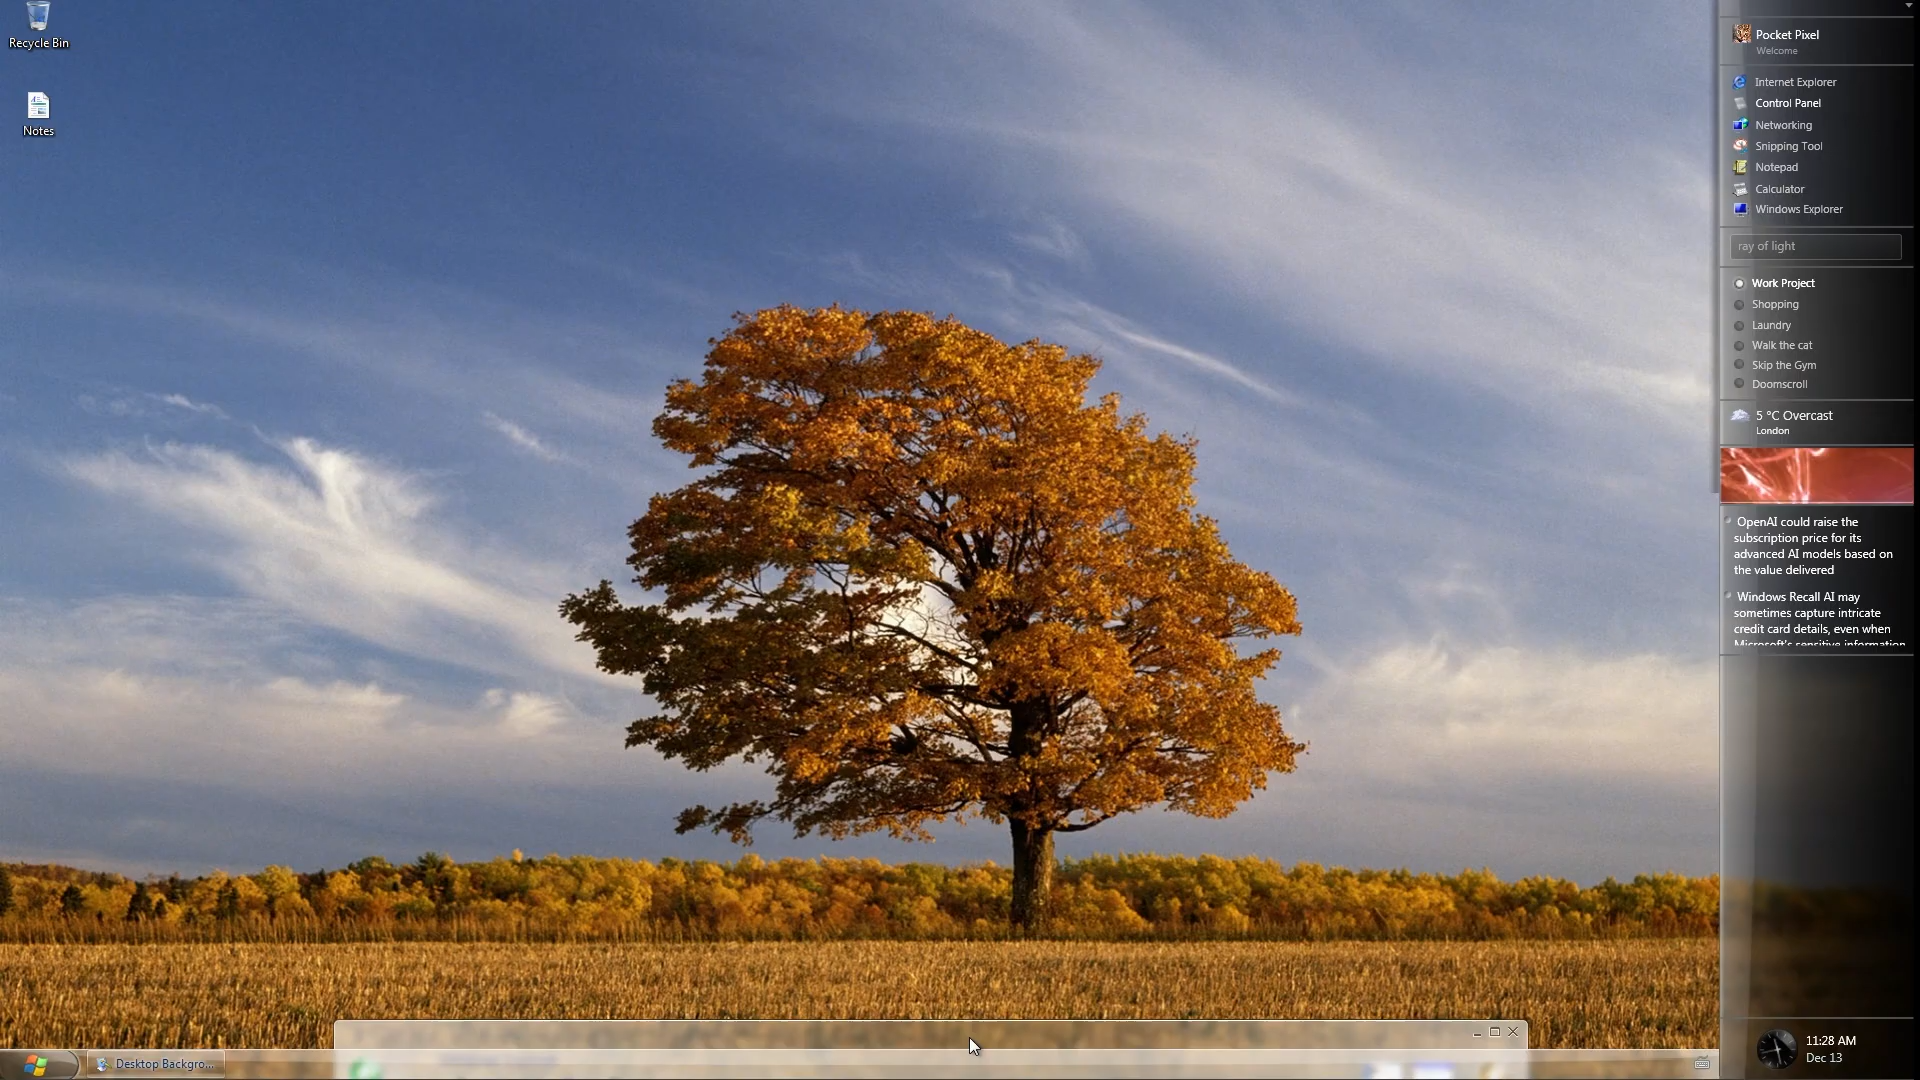 Recycle Bin
Notes
Pocket Pixel
Welcome
Internet Explorer
Control Panel
Networking
Snipping Tool
Notepad
Calculator
Windows Explorer
ray of light
Work Project
Shopping
Laundry
Walk the cat
Skip the Gym
Doomscroll
5 °C Overcast
London
OpenAI could raise the
subscription price for its
advanced AI models based on
the value delivered
Windows Recall AI may
sometimes capture intricate
credit card details, even when
Microsoft's sensitive information
Desktop Backgro...
11:28 AM
Dec 13